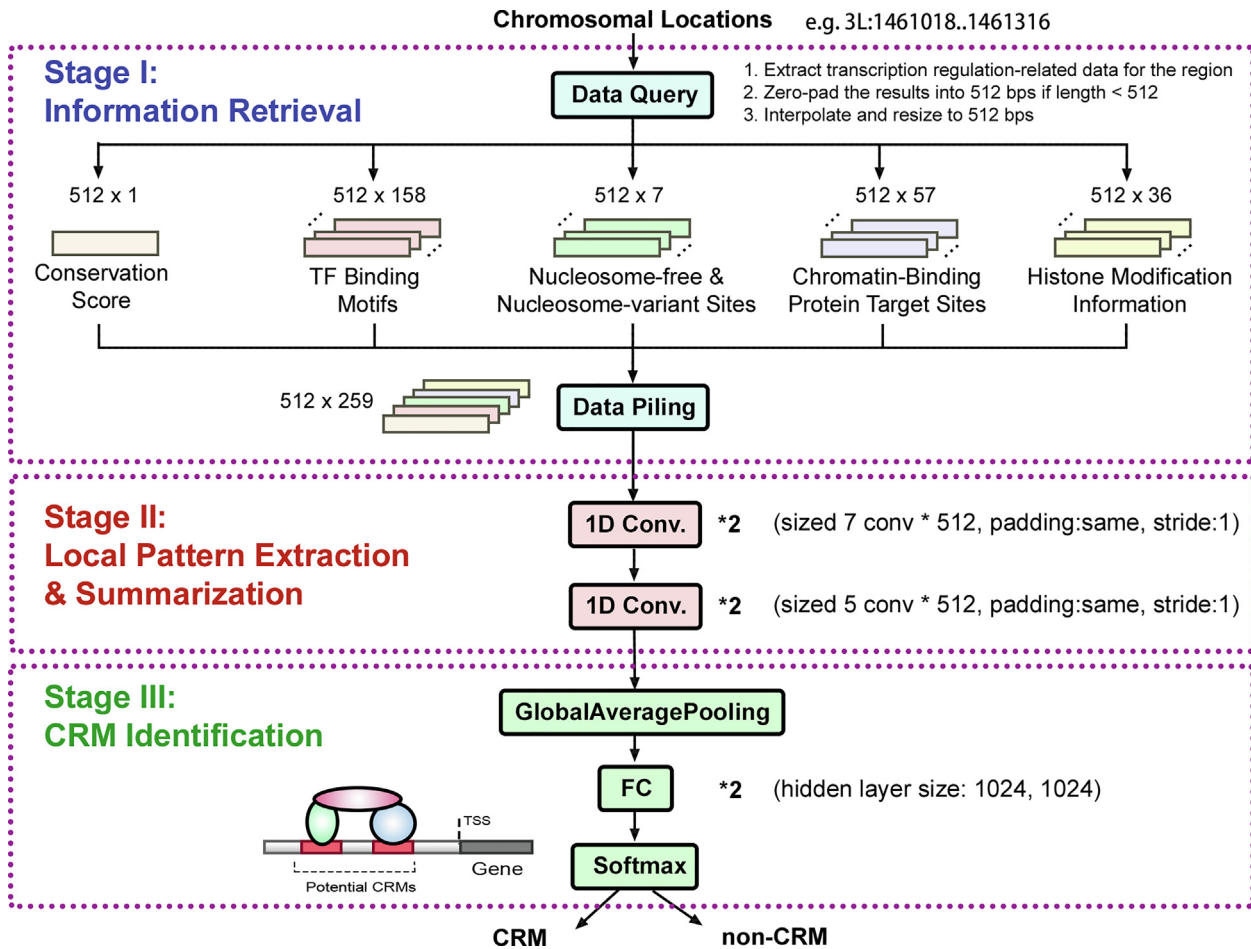 Chromosomal Locations e.g. 3L:1461018..1461316
Stage I:
Information Retrieval
Data Query
1. Extract transcription regulation-related data for the region
2. Zero-pad the results into 512 bps if length < 512
3. Interpolate and resize to 512 bps
512 x 1
512 x 158
512 x 7
512 x 57
512 x 36
Conservation
Score
TF Binding
Motifs
Nucleosome-free &
Nucleosome-variant Sites
Chromatin-Binding
Protein Target Sites
Histone Modification
Information
512 x 259
Data Piling
Stage II:
Local Pattern Extraction
& Summarization
1D Conv. *2 (sized 7 conv * 512, padding:same, stride:1)
1D Conv. *2 (sized 5 conv * 512, padding:same, stride:1)
Stage III:
CRM Identification
GlobalAveragePooling
FC *2 (hidden layer size: 1024, 1024)
TSS
Gene
Potential CRMs
Softmax
CRM
non-CRM